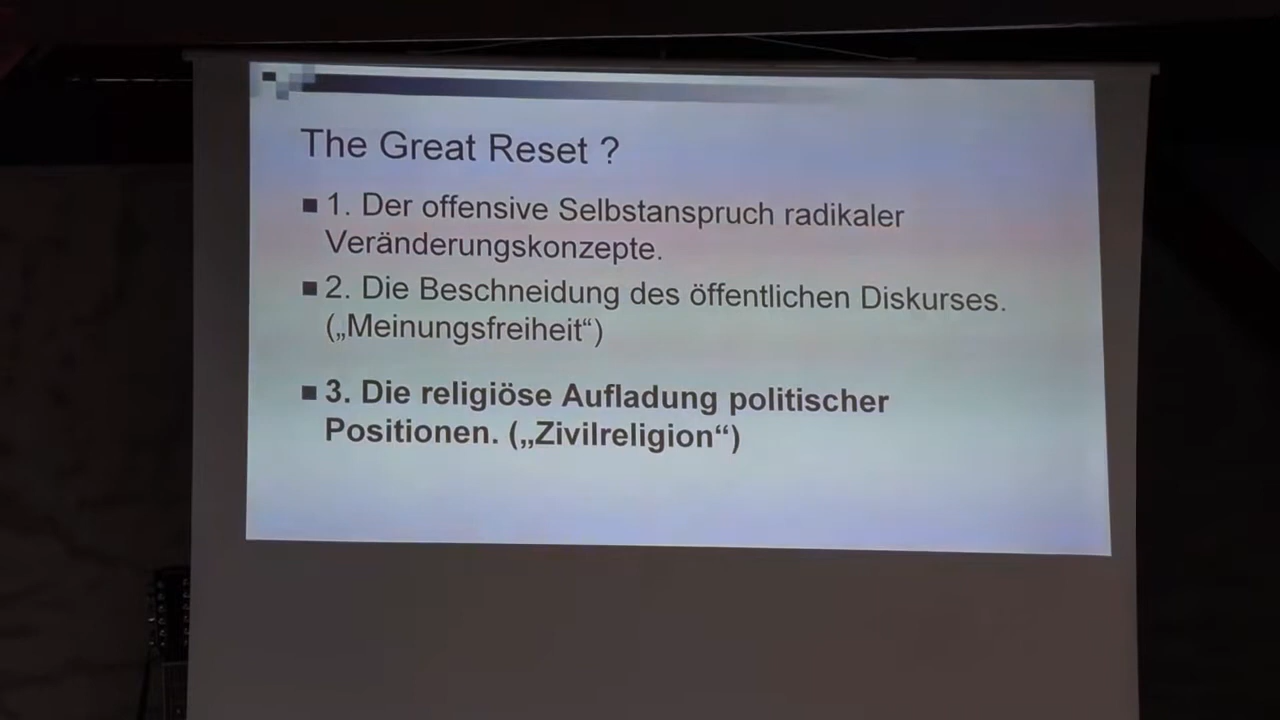 The Great Reset ?
1. Der offensive Selbstanspruch radikaler
Veränderungskonzepte.
2. Die Beschneidung des öffentlichen Diskurses.
(„Meinungsfreiheit“)
3. Die religiöse Aufladung politischer
Positionen. („Zivilreligion“)